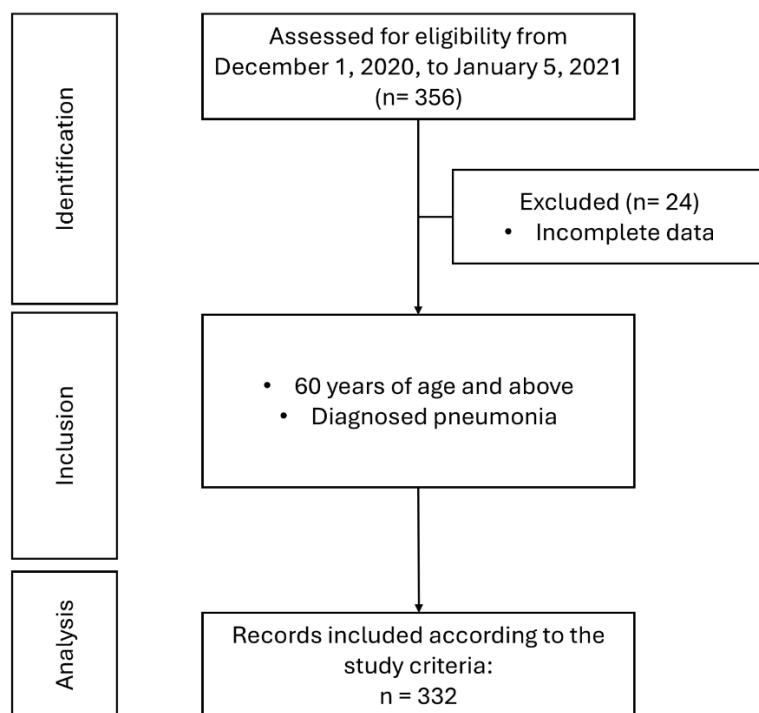 Identification
Assessed for eligibility from
December 1, 2020, to January 5, 2021
(n= 356)
Excluded (n= 24)
• Incomplete data
Inclusion
• 60 years of age and above
• Diagnosed pneumonia
Analysis
Records included according to the
study criteria:
n = 332